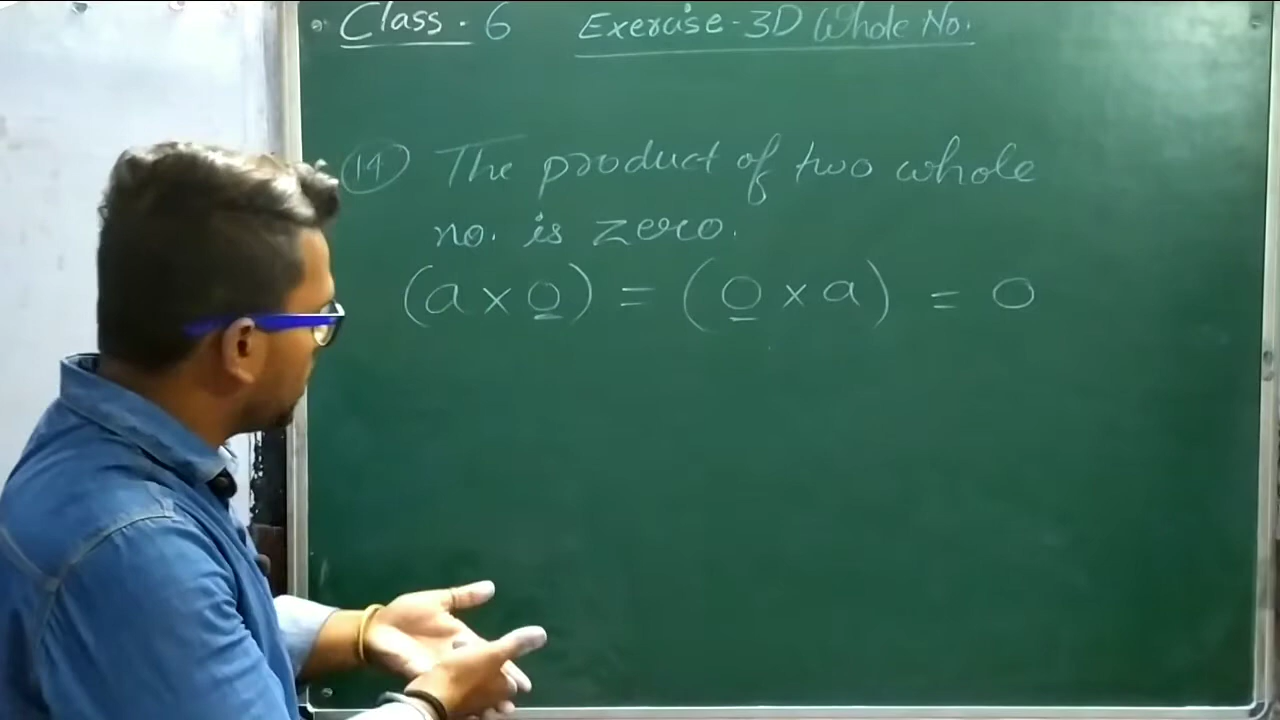 Class. 6 Exercise-3D Whole No.
14 The product of two whole
no. is zero.
(a × 0) = (0 × a) = 0